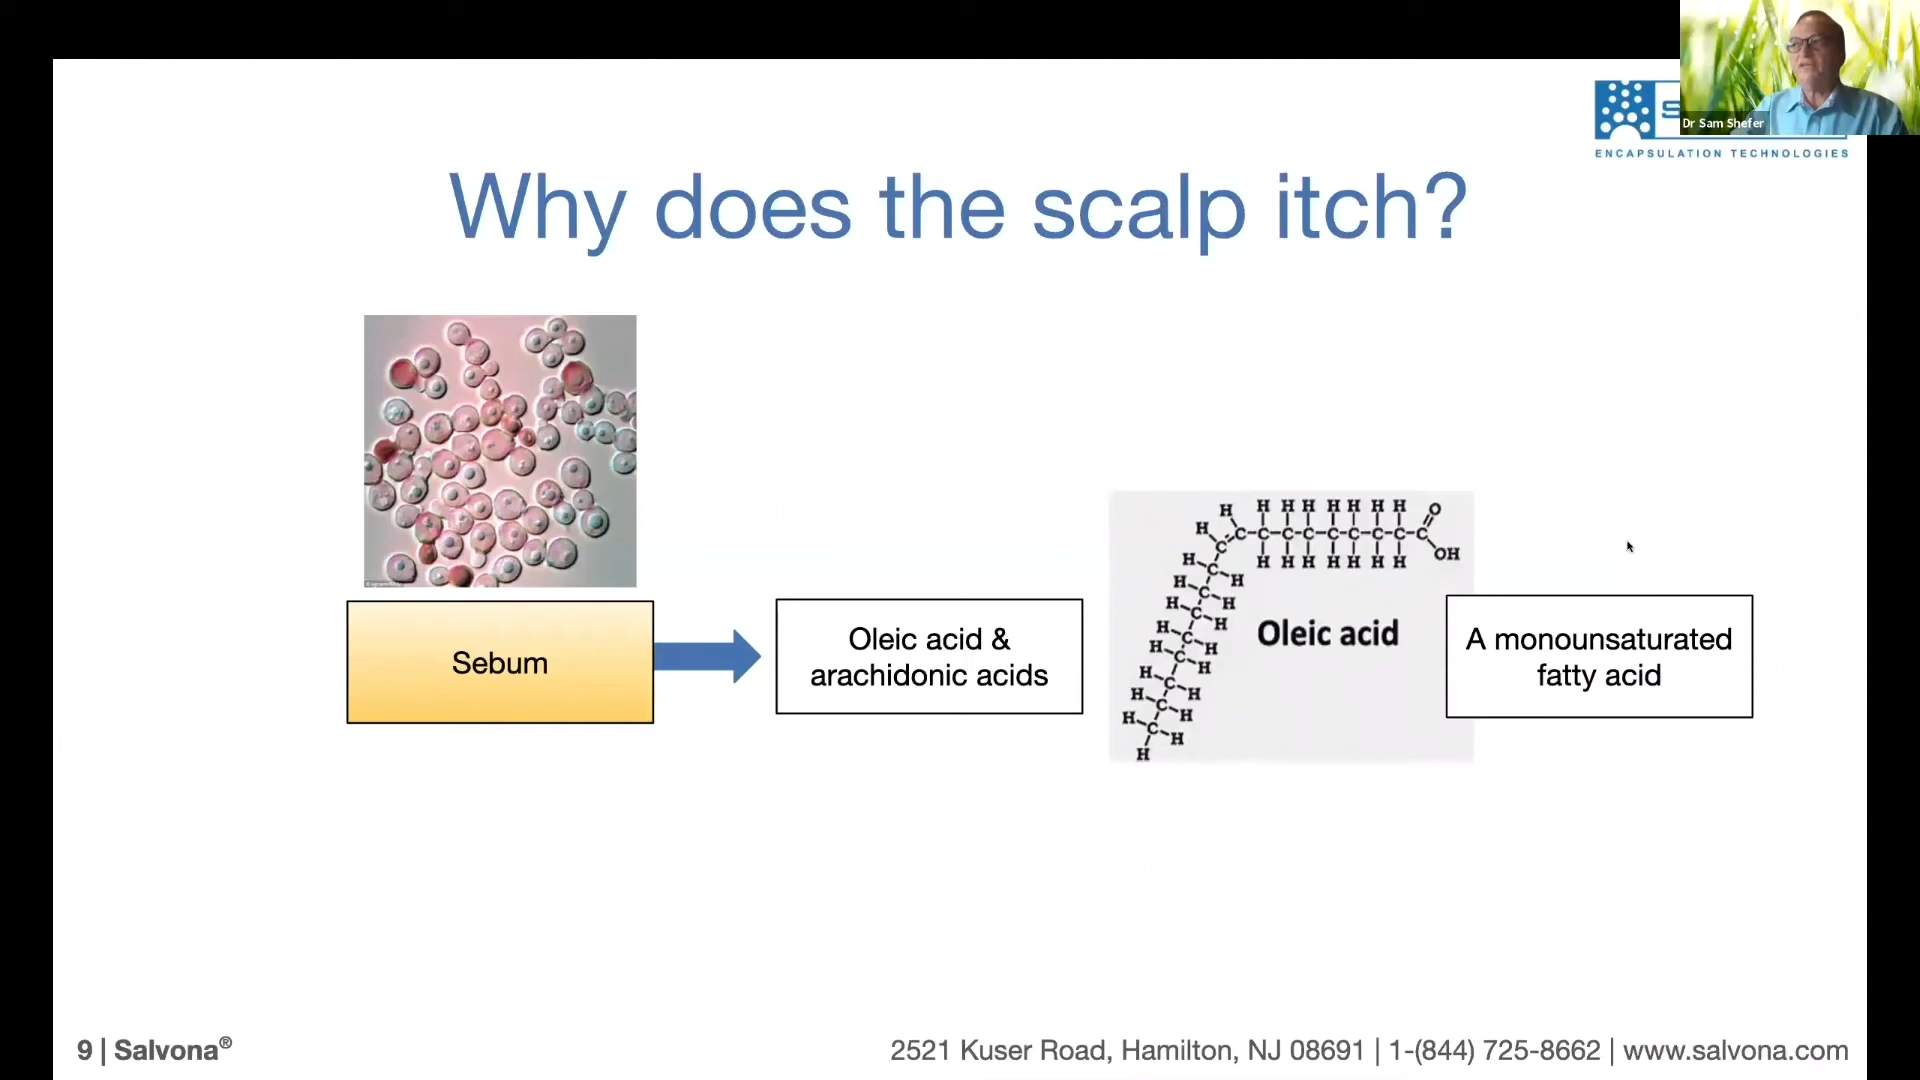 Dr Sam Shefer
S
ENCAPSULATION TECHNOLOGIES
Why does the scalp itch?
H H H H H H H H O
H
C C C C C C C C C
OH
H H H H H H H
Oleic acid
Sebum
Oleic acid &
arachidonic acids
A monounsaturated
fatty acid
9 | Salvona®
2521 Kuser Road, Hamilton, NJ 08691 | 1-(844) 725-8662 | www.salvona.com